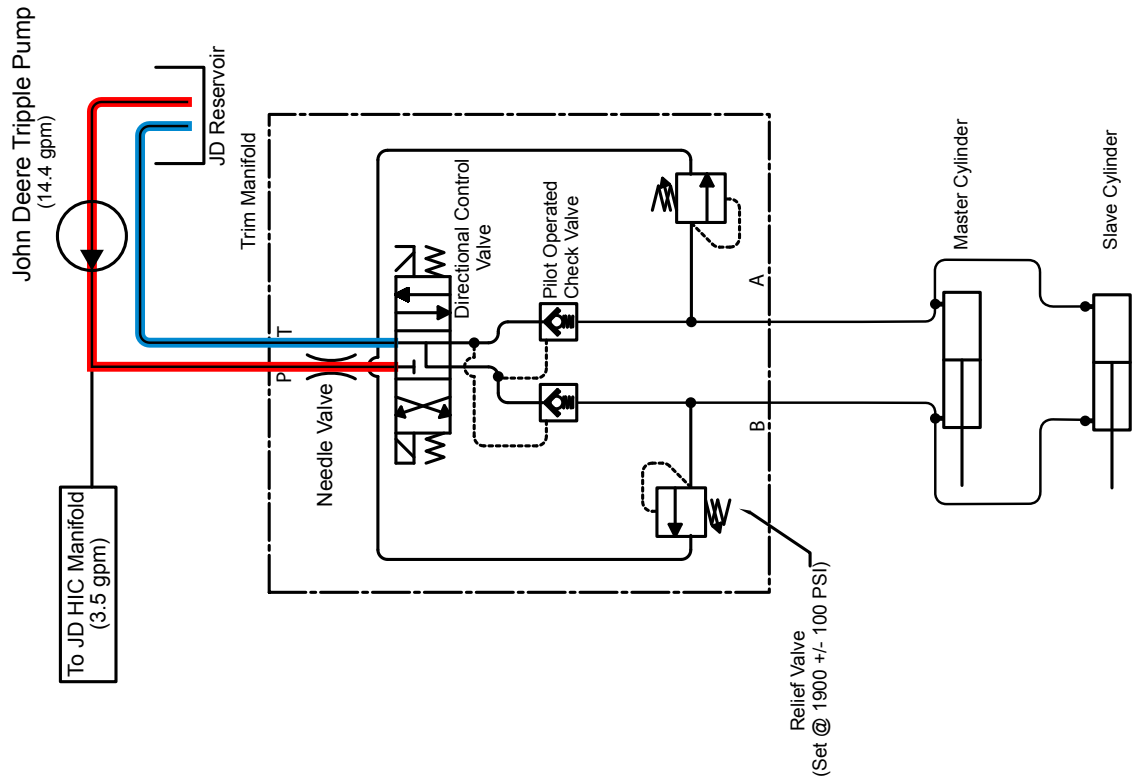 John Deere Tripple Pump
(14.4 gpm)
JD Reservoir
To JD HIC Manifold
(3.5 gpm)
Trim Manifold
P
T
Needle Valve
Directional Control
Valve
Pilot Operated
Check Valve
A
B
Relief Valve
(Set @ 1900 +/- 100 PSI)
Master Cylinder
Slave Cylinder